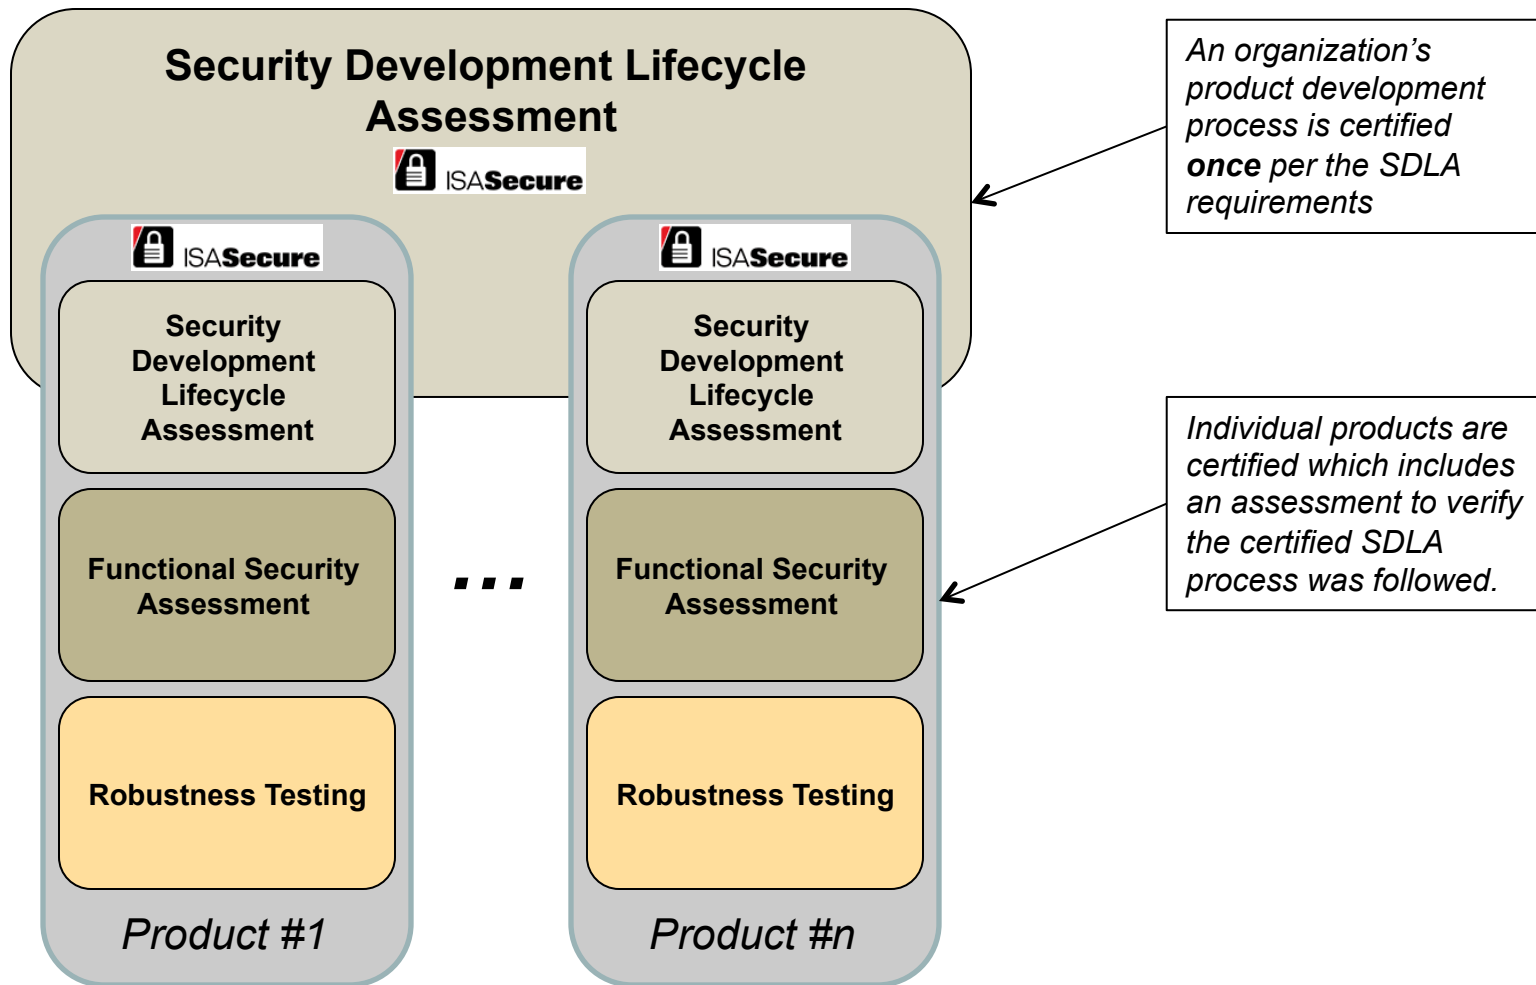 Security Development Lifecycle
Assessment
ISASecure
An organization’s
product development
process is certified
once per the SDLA
requirements
ISASecure
Security
Development
Lifecycle
Assessment
Functional Security
Assessment
Robustness Testing
Product #1
...
ISASecure
Security
Development
Lifecycle
Assessment
Functional Security
Assessment
Robustness Testing
Product #n
Individual products are
certified which includes
an assessment to verify
the certified SDLA
process was followed.